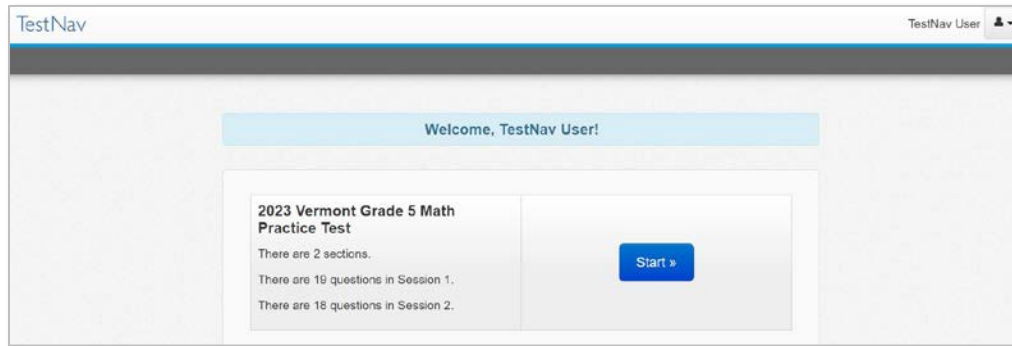 TestNav
TestNav User
Welcome, TestNav User!
2023 Vermont Grade 5 Math
Practice Test
There are 2 sections.
There are 19 questions in Session 1.
There are 18 questions in Session 2.
Start »